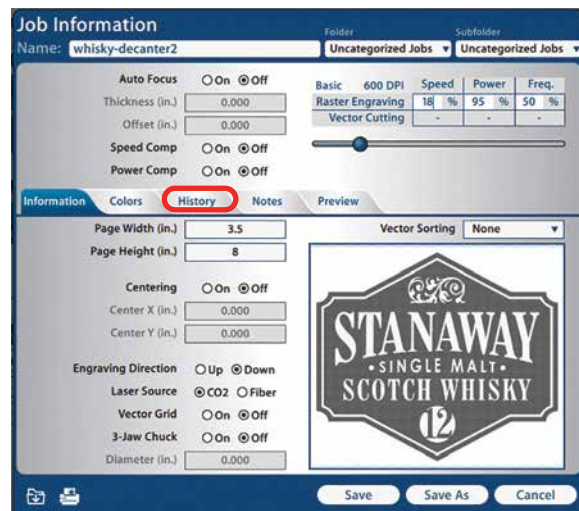 Job Information
Folder
Subfolder
Name: whisky-decanter2
Uncategorized Jobs
Uncategorized Jobs
Auto Focus On Off
Thickness (in.) 0.000
Offset (in.) 0.000
Speed Comp On Off
Power Comp On Off
Basic 600 DPI Speed Power Freq.
Raster Engraving 18 % 95 % 50 %
Vector Cutting - - -
Information Colors History Notes Preview
Page Width (in.) 3.5
Page Height (in.) 8
Centering On Off
Center X (in.) 0.000
Center Y (in.) 0.000
Engraving Direction Up Down
Laser Source CO2 Fiber
Vector Grid On Off
3-Jaw Chuck On Off
Diameter (in.) 0.000
Vector Sorting None
STANAWAY
• SINGLE MALT •
SCOTCH WHISKY
12
Save Save As Cancel